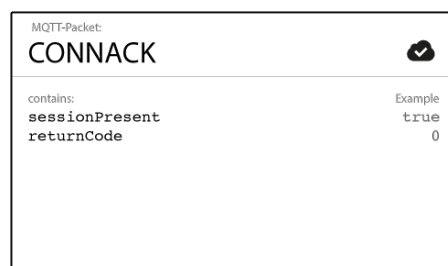 MQTT-Packet:
CONNACK
contains: Example
sessionPresent true
returnCode 0